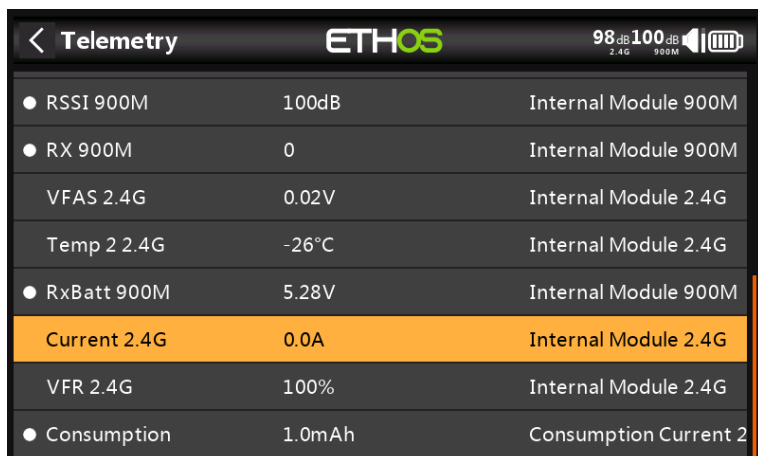 Telemetry ETHOS 98dB 2.4G 100dB 900M
RSSI 900M 100dB Internal Module 900M
RX 900M 0 Internal Module 900M
VFAS 2.4G 0.02V Internal Module 2.4G
Temp 2 2.4G -26°C Internal Module 2.4G
RxBatt 900M 5.28V Internal Module 900M
Current 2.4G 0.0A Internal Module 2.4G
VFR 2.4G 100% Internal Module 2.4G
Consumption 1.0mAh Consumption Current 2